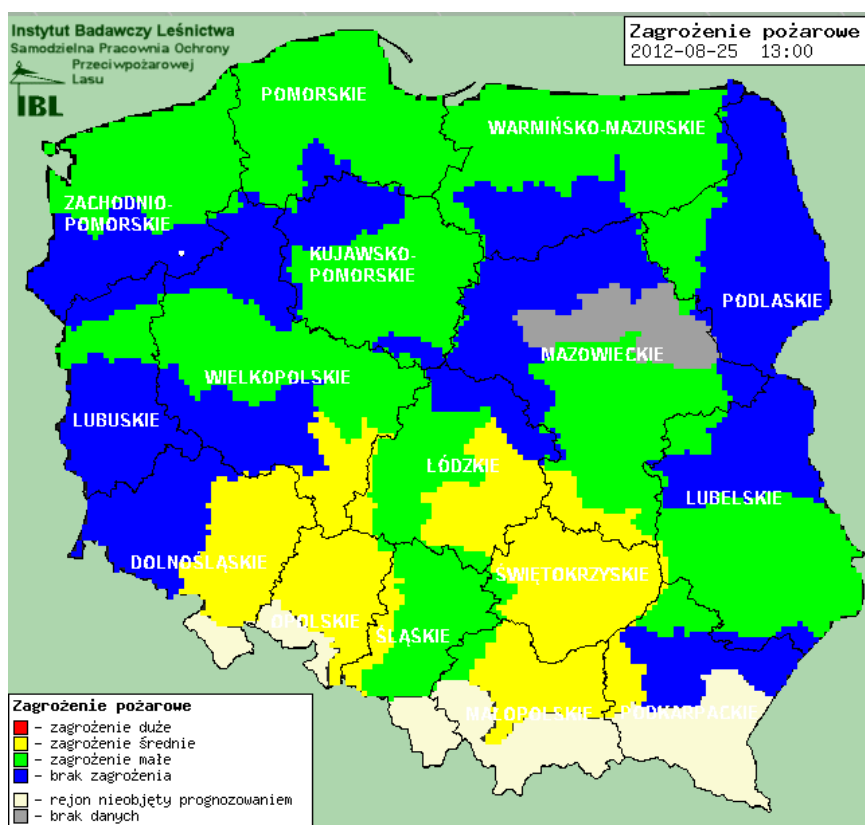 Instytut Badawczy Leśnictwa
Samodzielna Pracownia Ochrony
Przeciwpożarowej
Lasu
IBL
Zagrożenie pożarowe
2012-08-25 13:00
POMORSKIE
WARMIŃSKO-MAZURSKIE
ZACHODNIO-
POMORSKIE
KUJAWSKO-
POMORSKIE
PODLASKIE
MAZOWIECKIE
WIELKOPOLSKIE
LUBUSKIE
ŁÓDZKIE
LUBELSKIE
DOLNOŚLĄSKIE
ŚWIĘTOKRZYSKIE
OPOLSKIE
ŚLĄSKIE
MAŁOPOLSKIE
PODKARPACKIE
Zagrożenie pożarowe
- zagrożenie duże
- zagrożenie średnie
- zagrożenie małe
- brak zagrożenia
- rejon nieobjęty prognozowaniem
- brak danych